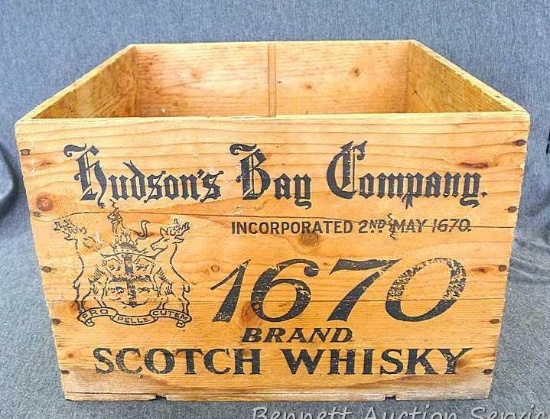 Hudson's Bay Company.
INCORPORATED 2ND MAY 1670.
1670
BRAND
SCOTCH WHISKY
PRO PELLE CUTEM
Bennett Auction Service